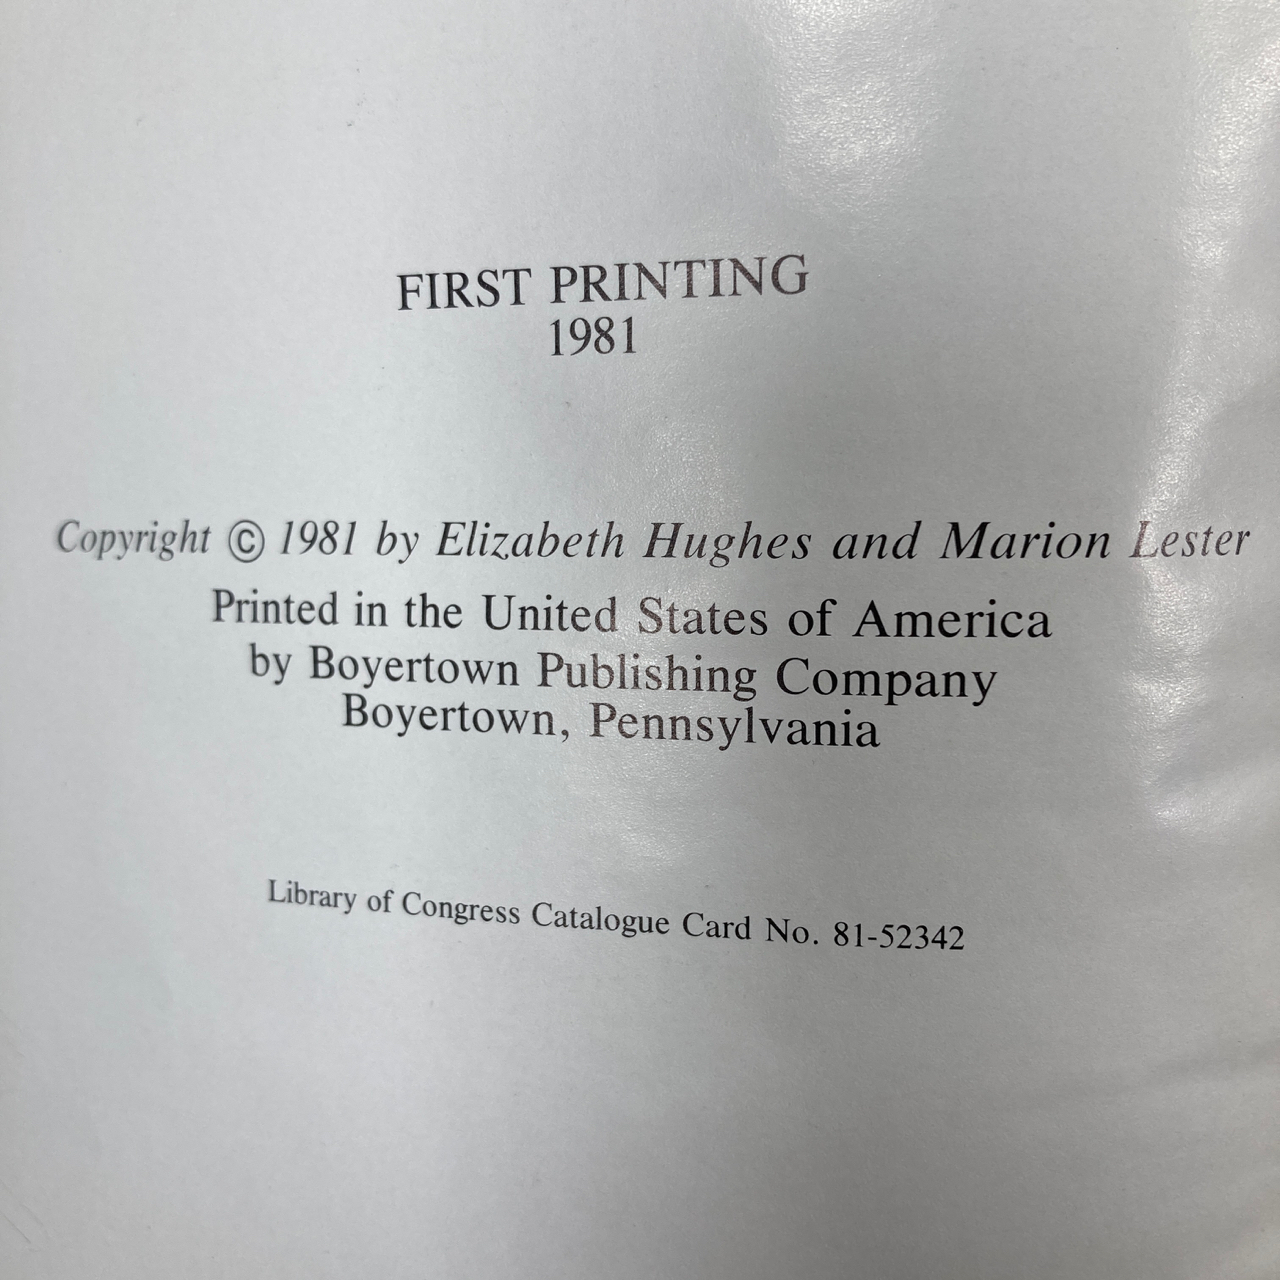 FIRST PRINTING
1981
Copyright © 1981 by Elizabeth Hughes and Marion Lester
Printed in the United States of America
by Boyertown Publishing Company
Boyertown, Pennsylvania
Library of Congress Catalogue Card No. 81-52342